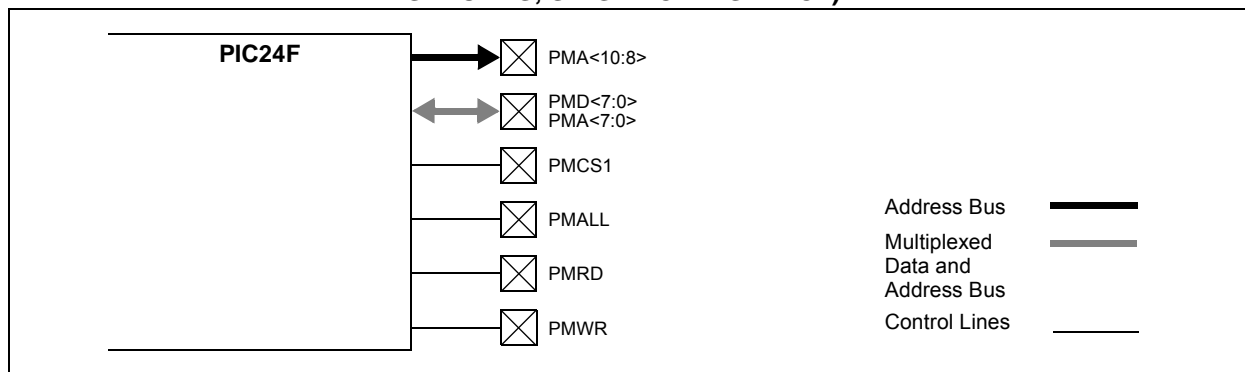 PIC24F
PMA<10:8>
PMD<7:0>
PMA<7:0>
PMCS1
PMALL
PMRD
PMWR
Address Bus
Multiplexed
Data and
Address Bus
Control Lines